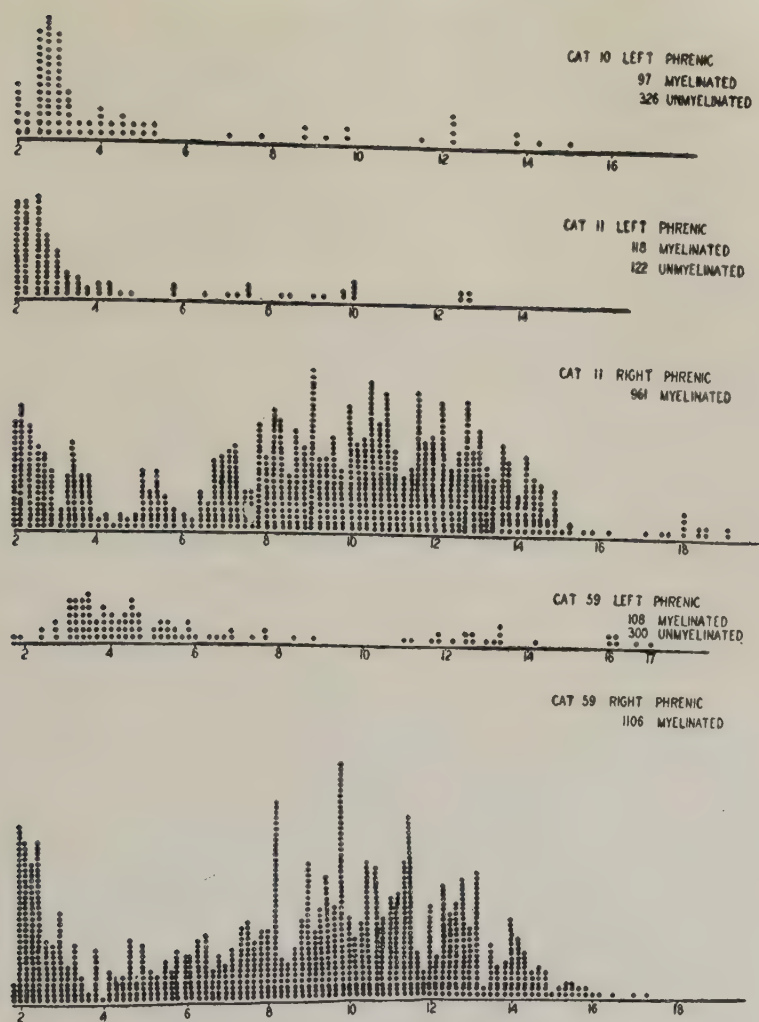 CAT 10 LEFT PHRENIC
97 MYELINATED
326 UNMYELINATED
2 4 6 8 10 12 14 16
CAT 11 LEFT PHRENIC
118 MYELINATED
122 UNMYELINATED
2 4 6 8 10 12 14
CAT 11 RIGHT PHRENIC
961 MYELINATED
2 4 6 8 10 12 14 16 18
CAT 59 LEFT PHRENIC
108 MYELINATED
300 UNMYELINATED
2 4 6 8 10 12 14 16 17
CAT 59 RIGHT PHRENIC
1106 MYELINATED
2 4 6 8 10 12 14 16 18